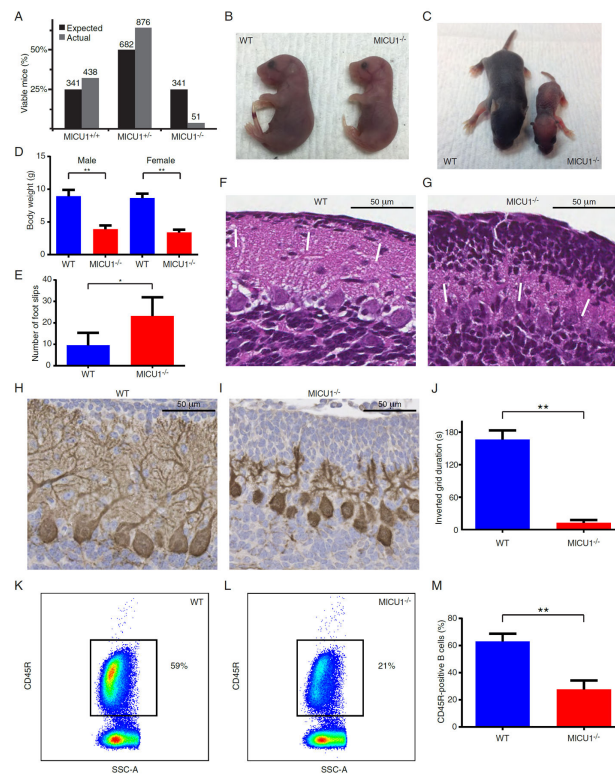 A
Expected
Actual
Viable mice (%)
50%
25%
341
438
682
876
341
51
MICU1+/+
MICU1+/-
MICU1-/-
B
WT
MICU1-/-
C
WT
MICU1-/-
D
Male
Female
Body weight (g)
15
10
5
0
**
**
WT
MICU1-/-
WT
MICU1-/-
E
Number of foot slips
40
30
20
10
0
*
WT
MICU1-/-
F
WT
50 µm
G
MICU1-/-
50 µm
H
WT
50 µm
I
MICU1-/-
50 µm
J
Inverted grid duration (s)
180
120
60
0
**
WT
MICU1-/-
K
WT
CD45R
59%
SSC-A
L
MICU1-/-
CD45R
21%
SSC-A
M
CD45R-positive B cells (%)
80
60
40
20
0
**
WT
MICU1-/-